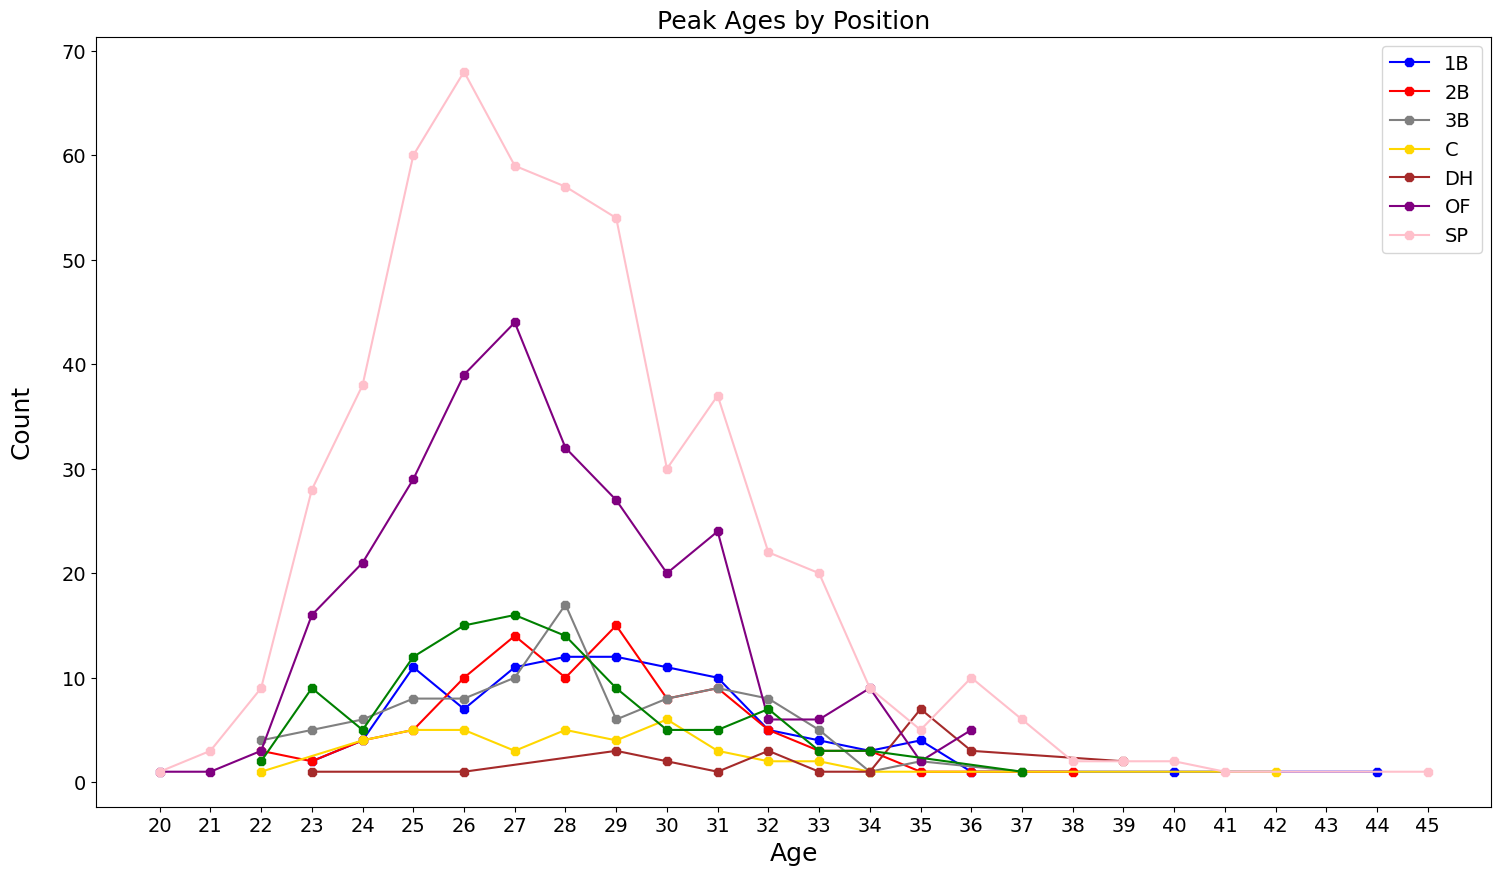 Peak Ages by Position
70
60
50
40
30
20
10
0
Count
1B
2B
3B
C
DH
OF
SP
20 21 22 23 24 25 26 27 28 29 30 31 32 33 34 35 36 37 38 39 40 41 42 43 44 45
Age